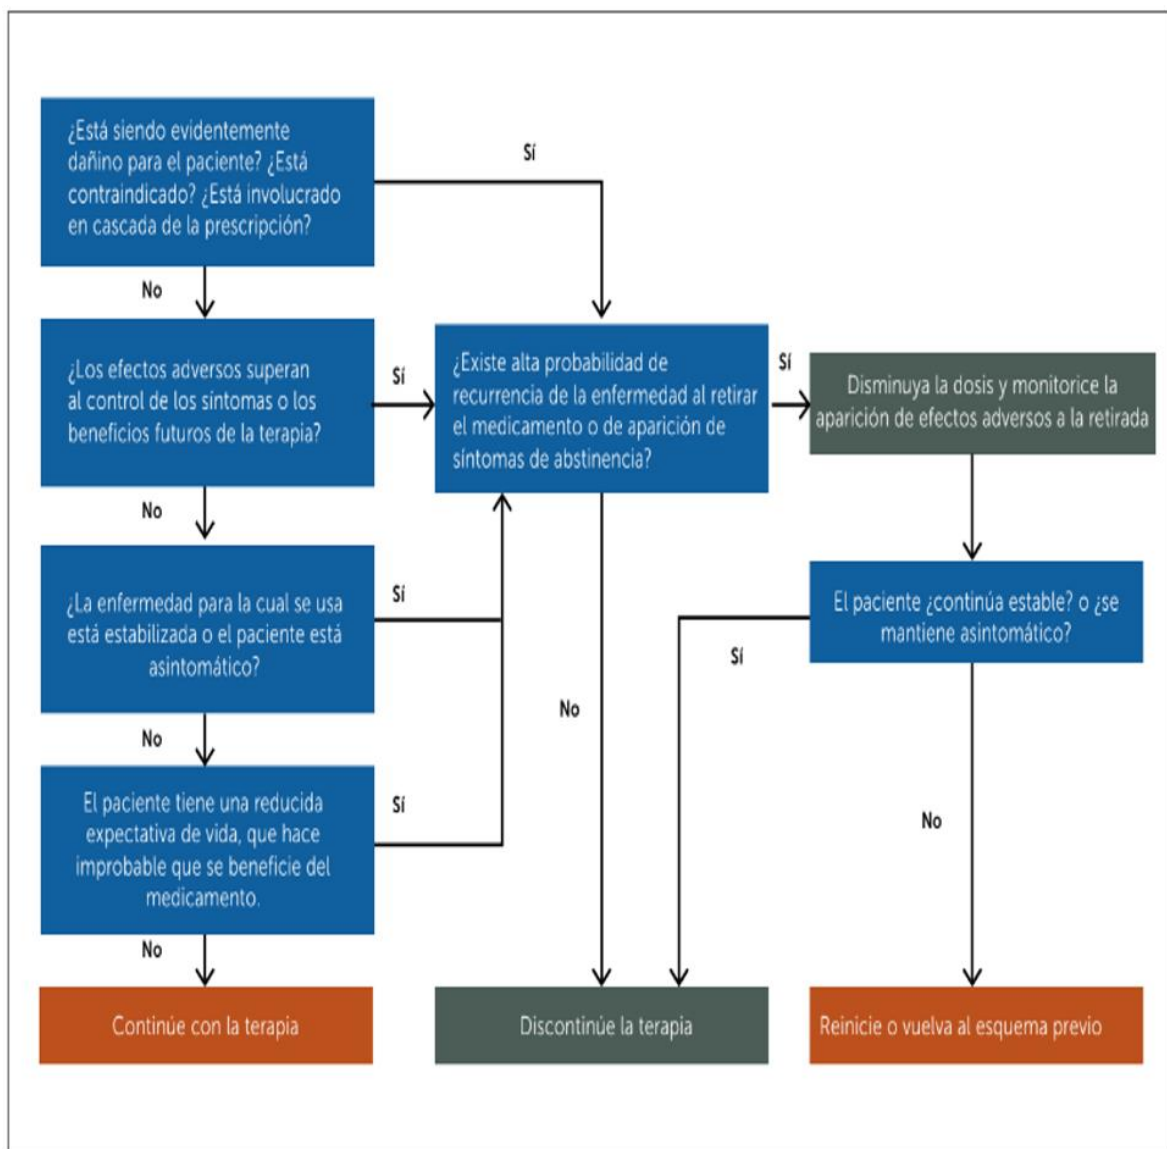 ¿Está siendo evidentemente
dañino para el paciente? ¿Está
contraindicado? ¿Está involucrado
en cascada de la prescripción?
Sí
No
¿Los efectos adversos superan
al control de los síntomas o los
beneficios futuros de la terapia?
Sí
¿Existe alta probabilidad de
recurrencia de la enfermedad al retirar
el medicamento o de aparición de
síntomas de abstinencia?
Sí
Disminuya la dosis y monitorice la
aparición de efectos adversos a la retirada
No
¿La enfermedad para la cual se usa
está estabilizada o el paciente está
asintomático?
Sí
El paciente ¿continúa estable? o ¿se
mantiene asintomático?
Sí
No
No
El paciente tiene una reducida
expectativa de vida, que hace
improbable que se beneficie del
medicamento.
Sí
No
No
Continúe con la terapia
Discontinúe la terapia
Reinicie o vuelva al esquema previo